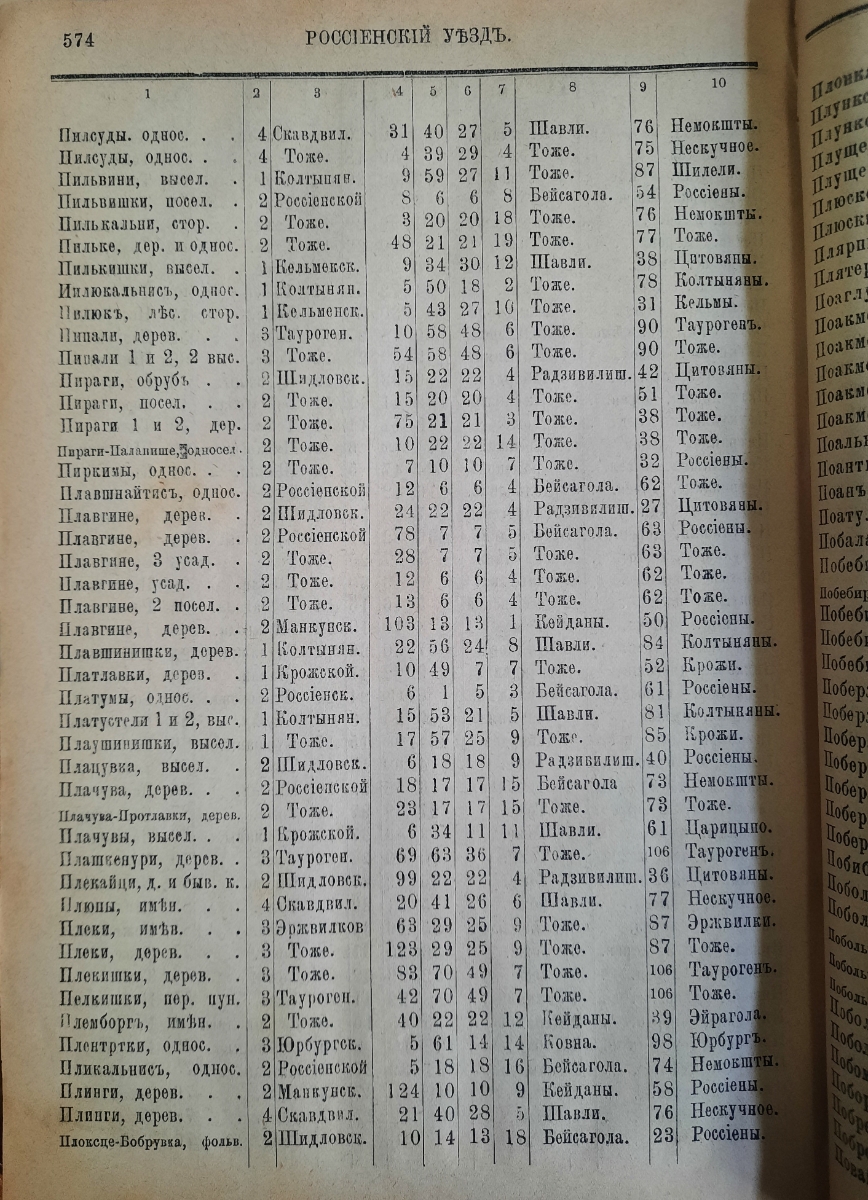 574
РОССІЕНСКІЙ УѢЗДЪ.
1 2 3 4 5 6 7 8 9 10
Пилсуды. однос. . . 4 Скавдвил. 31 40 27 5 Шавли. 76 Немокшты.
Пилсуды, однос. . . 4 Тоже. 4 39 29 4 Тоже. 75 Нескучное.
Пильвини, высел. . 1 Колтынян. 9 59 27 11 Тоже. 87 Шилели.
Пильвишки, посел. . 2 Россіенской 8 6 6 8 Бейсагола. 54 Россіены.
Пилькальни, стор. . 2 Тоже. 3 20 20 18 Тоже. 76 Немокшты.
Пильке, дер. и однос. 2 Тоже. 48 21 21 19 Тоже. 77 Тоже.
Пилькишки, высел. . 1 Кельмекск. 9 34 30 12 Шавли. 38 Цитовяны.
Пилюкальнисъ, однос. 1 Колтынян. 5 50 18 2 Тоже. 78 Колтыняны.
Пилюкъ, лѣс. стор. 1 Кельменск. 5 43 27 10 Тоже. 31 Кельмы.
Пипали, дерев. . . 3 Тауроген. 10 58 48 6 Тоже. 90 Таурогенъ.
Пипали 1 и 2, 2 выс. 3 Тоже. 54 58 48 6 Тоже. 90 Тоже.
Пираги, обрубъ . . 2 Шидловск. 15 22 22 4 Радзивилиш. 42 Цитовяны.
Пираги, посел. . . 2 Тоже. 15 20 20 4 Тоже. 51 Тоже.
Пираги 1 и 2, дер. 2 Тоже. 75 21 21 3 Тоже. 38 Тоже.
Пираги-Палапише, односел. 2 Тоже. 10 22 22 14 Тоже. 38 Тоже.
Пиркимы, однос. . . 2 Тоже. 7 10 10 7 Тоже. 32 Россіены.
Плавшнайтисъ, однос. 2 Россіенской 12 6 6 4 Бейсагола. 62 Тоже.
Плавгине, дерев. . 2 Шидловск. 24 22 22 4 Радзивилиш. 27 Цитовяны.
Плавгине, дерев. . 2 Россіенской 78 7 7 5 Бейсагола. 63 Россіены.
Плавгине, 3 усад. . 2 Тоже. 28 7 7 5 Тоже. 63 Тоже.
Плавгине, усад. . . 2 Тоже. 12 6 6 4 Тоже. 62 Тоже.
Плавгине, 2 посел. . 2 Тоже. 13 6 6 4 Тоже. 62 Тоже.
Плавгине, дерев. . 2 Манкунск. 103 13 13 1 Кейданы. 50 Россіены.
Плавшинишки, дерев. 1 Колтынян. 22 56 24 8 Шавли. 84 Колтыняны.
Платлавки, дерев. . 1 Крожской. 10 49 7 7 Тоже. 52 Крожи.
Платумы, однос. . . 2 Россіенск. 6 1 5 3 Бейсагола. 61 Россіены.
Платустели 1 и 2, выс. 1 Колтынян. 15 53 21 5 Шавли. 81 Колтыняны.
Плаушинишки, высел. 1 Тоже. 17 57 25 9 Тоже. 85 Крожи.
Плацувка, высел. . 2 Шидловск. 6 18 18 9 Радзивилиш. 40 Россіены.
Плачува, дерев. . . 2 Россіенской 18 17 17 15 Бейсагола 73 Немокшты.
Плачува-Протлавки, дерев. 2 Тоже. 23 17 17 15 Тоже. 73 Тоже.
Плачувы, высел. . . 1 Крожской. 6 34 11 11 Шавли. 61 Царицыно.
Плашкенури, дерев. . 3 Тауроген. 69 63 36 7 Тоже. 106 Таурогенъ.
Плекайци, д. и быв. к. 2 Шидловск. 99 22 22 4 Радзивилиш. 36 Цитовяны.
Плюпы, имѣн. . . 4 Скавдвил. 20 41 26 6 Шавли. 77 Нескучное.
Плеки, имѣн. . . 3 Эржвилков 63 29 25 9 Тоже. 87 Эржвилки.
Плеки, дерев. . . 3 Тоже. 123 29 25 9 Тоже. 87 Тоже.
Плекишки, дерев. . 3 Тоже. 83 70 49 7 Тоже. 106 Таурогенъ.
Пелкишки, пер. пун. 3 Тауроген. 42 70 49 7 Тоже. 106 Тоже.
Племборгъ, имѣн. . 2 Тоже. 40 22 22 12 Кейданы. 39 Эйрагола.
Плентртки, однос. . 3 Юрбургск. 5 61 14 14 Ковна. 98 Юрбургъ.
Пликальнисъ, однос. 2 Россіенской 5 18 18 16 Бейсагола. 74 Немокшты.
Плинги, дерев. . . 2 Манкунск. 124 10 10 9 Кейданы. 58 Россіены.
Плинги, дерев. . . 4 Скавдвил. 21 40 28 5 Шавли. 76 Нескучное.
Плоксце-Бобрувка, фольв. 2 Шидловск. 10 14 13 18 Бейсагола. 23 Россіены.